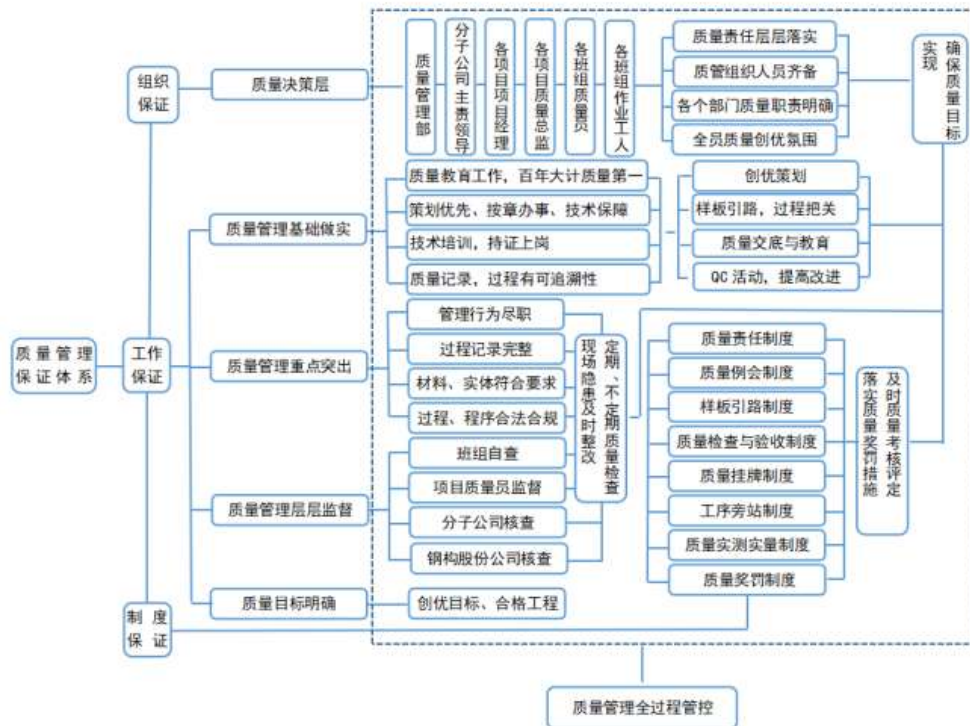 质量管理
保证体系
组织
保证
工作
保证
制度
保证
质量决策层
质量管理基础做实
质量管理重点突出
质量管理层层监督
质量目标明确
质量管理部
分子公司主责领导
各项目项目经理
各项目质量总监
各班组质量员
各班组作业工人
质量责任层层落实
质管组织人员齐备
各个部门质量职责明确
全员质量创优氛围
确保质量目标
实现
质量教育工作，百年大计质量第一
策划优先、按章办事、技术保障
技术培训，持证上岗
质量记录，过程有可追溯性
创优策划
样板引路，过程把关
质量交底与教育
QC活动，提高改进
管理行为尽职
过程记录完整
材料、实体符合要求
过程、程序合法合规
班组自查
项目质量员监督
分子公司核查
钢构股份公司核查
创优目标、合格工程
定期、不定期质量检查
现场隐患及时整改
质量责任制度
质量例会制度
样板引路制度
质量检查与验收制度
质量挂牌制度
工序旁站制度
质量实测实量制度
质量奖罚制度
及时质量考核评定
落实质量奖罚措施
质量管理全过程管控